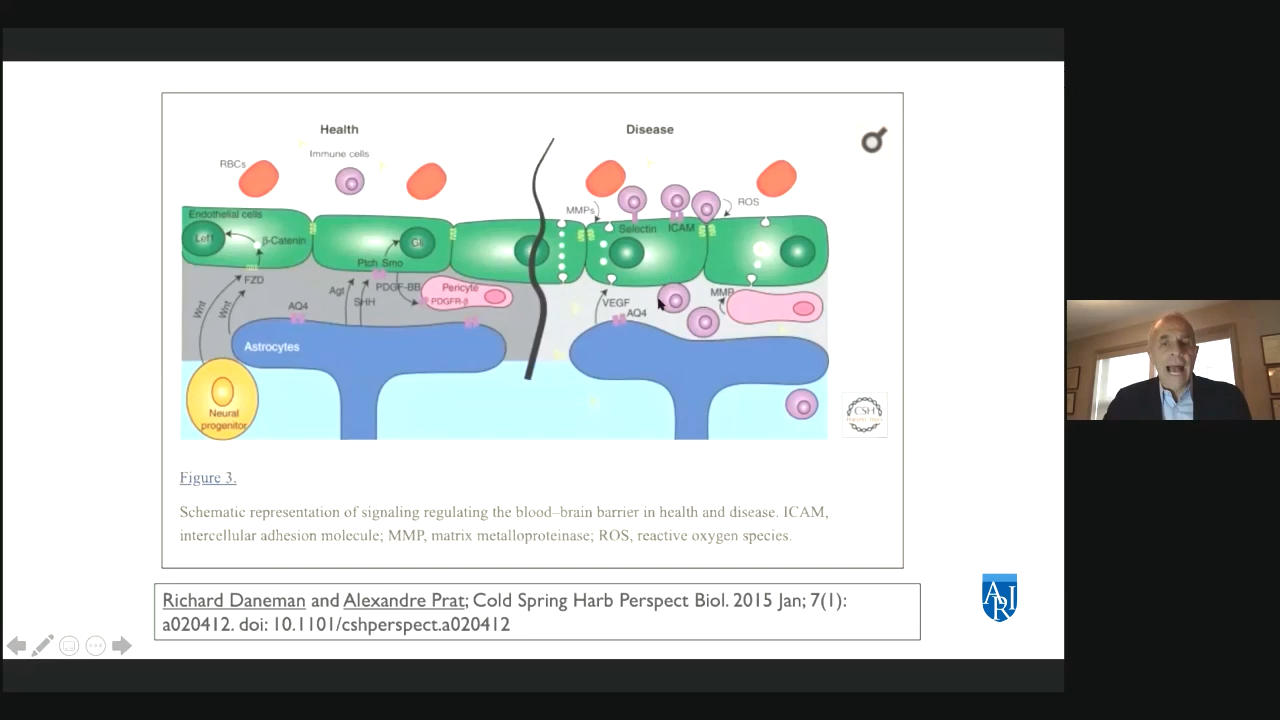 Health
Disease
Immune cells
RBCs
MMPs
ROS
Endothelial cells
Selectin
ICAM
Lef1
β-Catenin
Gli
Ptch Smo
FZD
Wnt
Wnt
Agt
SHH
PDGF-BB
Pericyte
PDGFR-β
AQ4
VEGF
AQ4
MMP
Astrocytes
Neural
progenitor
CSH
Figure 3.
Schematic representation of signaling regulating the blood–brain barrier in health and disease. ICAM,
intercellular adhesion molecule; MMP, matrix metalloproteinase; ROS, reactive oxygen species.
Richard Daneman and Alexandre Prat; Cold Spring Harb Perspect Biol. 2015 Jan; 7(1):
a020412. doi: 10.1101/cshperspect.a020412
ARI